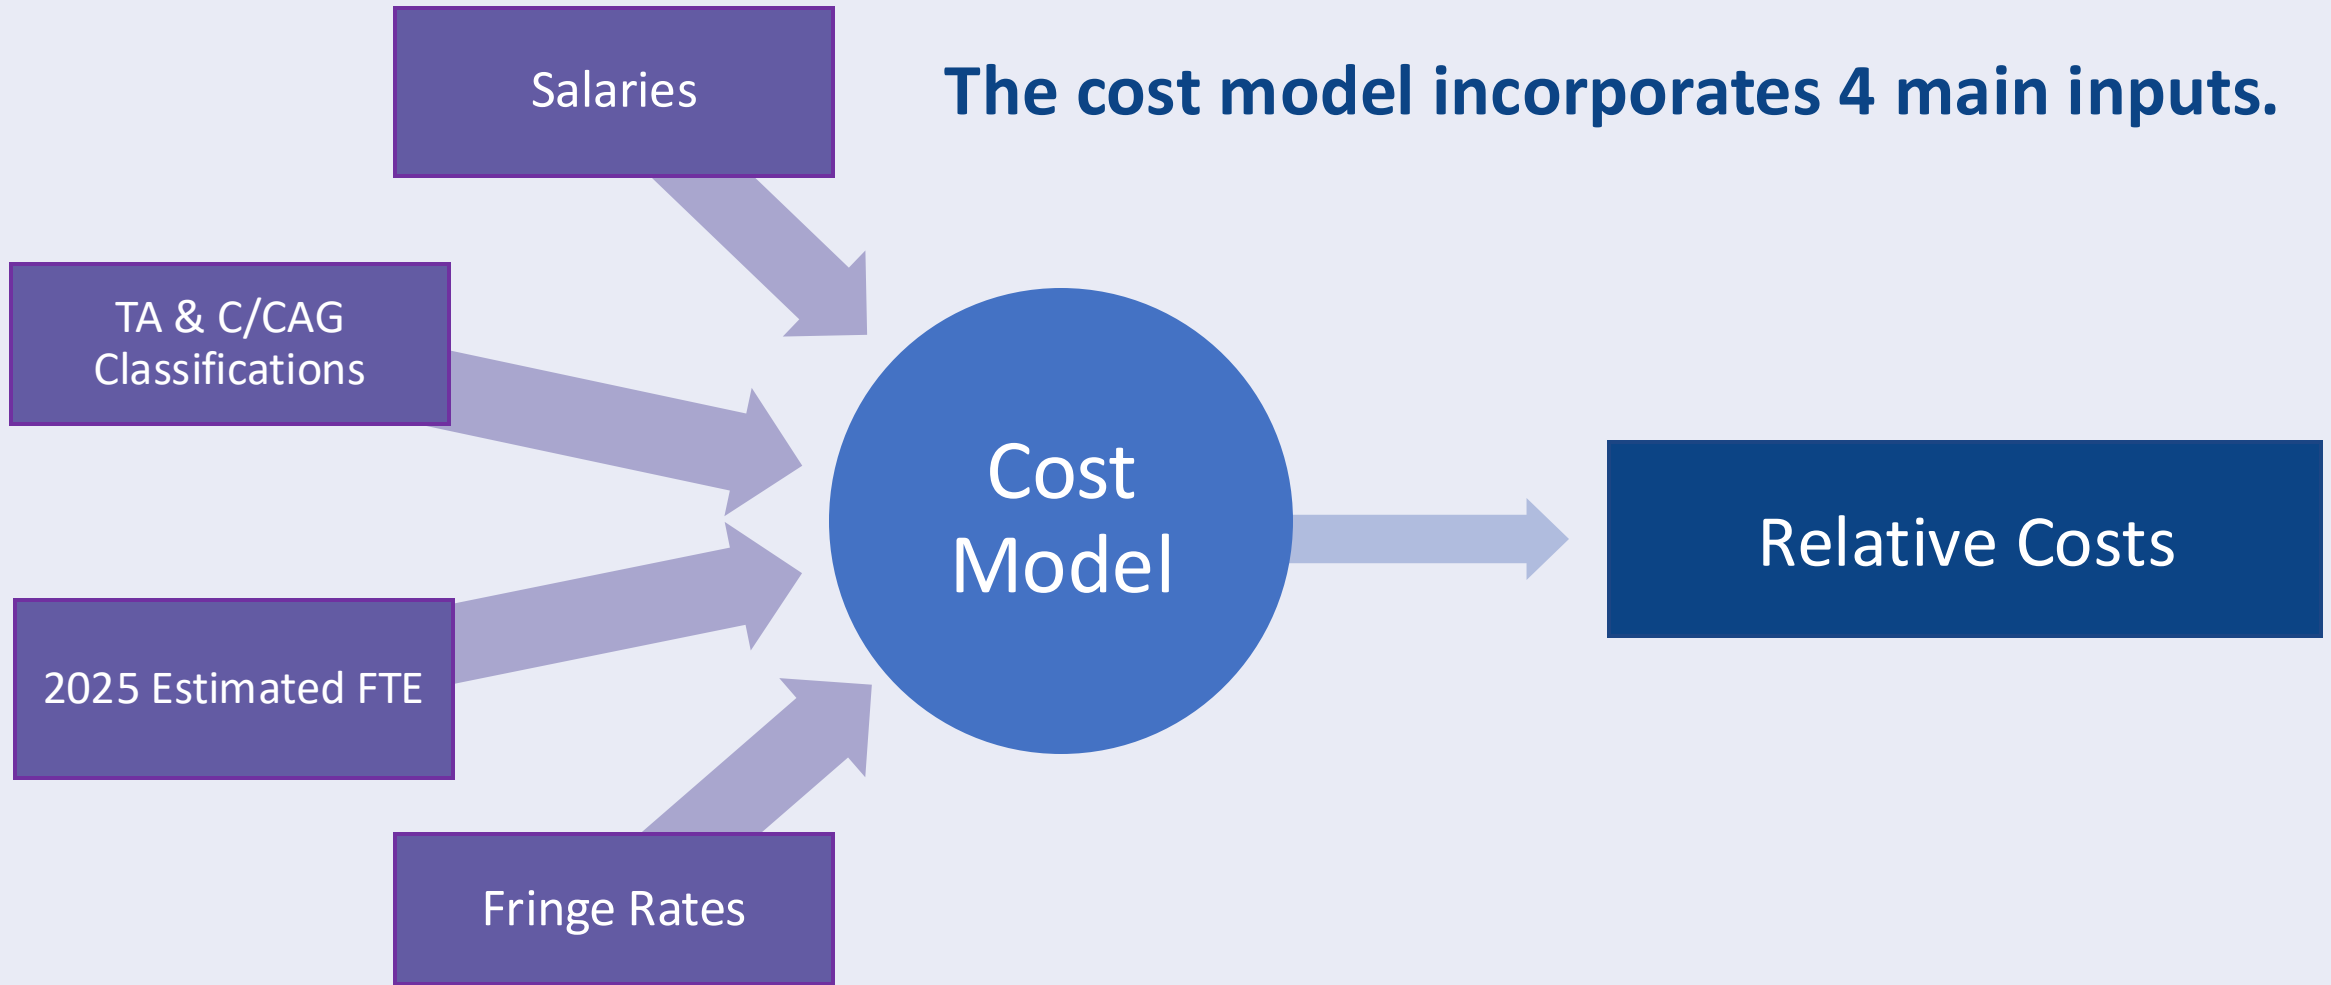 The cost model incorporates 4 main inputs.
Salaries
TA & C/CAG
Classifications
2025 Estimated FTE
Fringe Rates
Cost
Model
Relative Costs